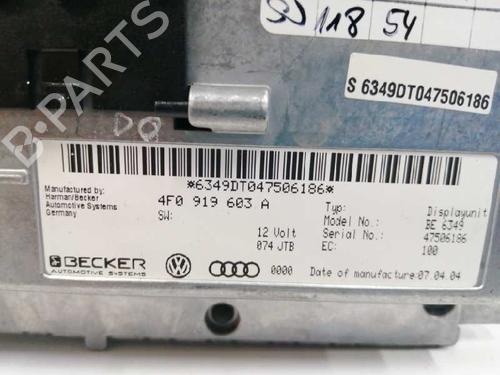 SD 118 54
S 6349DT047506186
B-PARTS
DQ
*6349DT047506186*
Manufactured by:
Harman/Becker
Automotive Systems
Germany
4F0 919 603 A
SW:
12 Volt
074 JTB
Typ: Displayunit
Model No.: BE 6349
Serial No.: 47506186
EC: 100
BECKER
AUTOMOTIVE SYSTEMS
0000
Date of manufacture:07.04.04